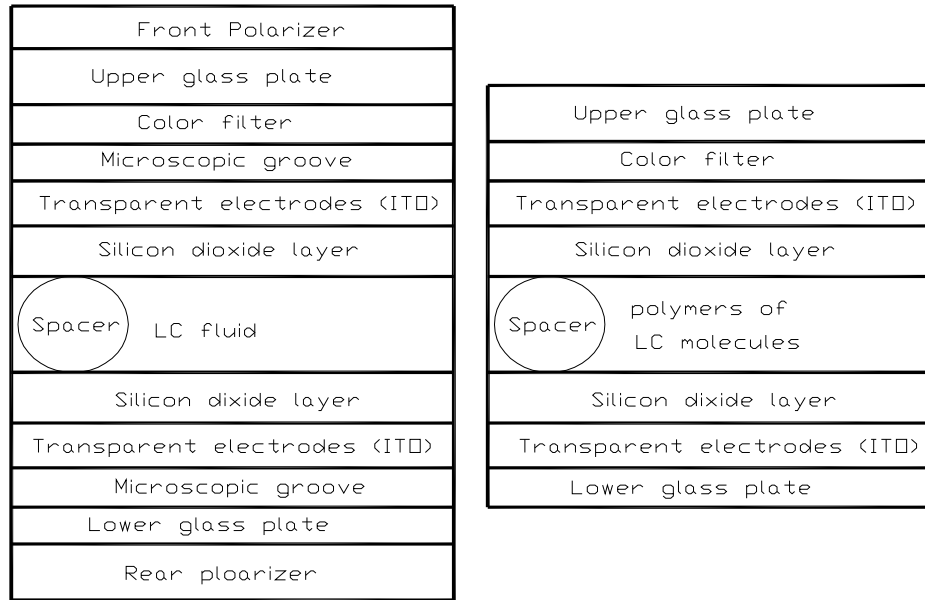 Front Polarizer
Upper glass plate
Color filter
Microscopic groove
Transparent electrodes (ITO)
Silicon dioxide layer
Spacer
LC fluid
Silicon dixide layer
Transparent electrodes (ITO)
Microscopic groove
Lower glass plate
Rear ploarizer
Upper glass plate
Color filter
Transparent electrodes (ITO)
Silicon dioxide layer
Spacer
polymers of
LC molecules
Silicon dioxide layer
Transparent electrodes (ITO)
Lower glass plate